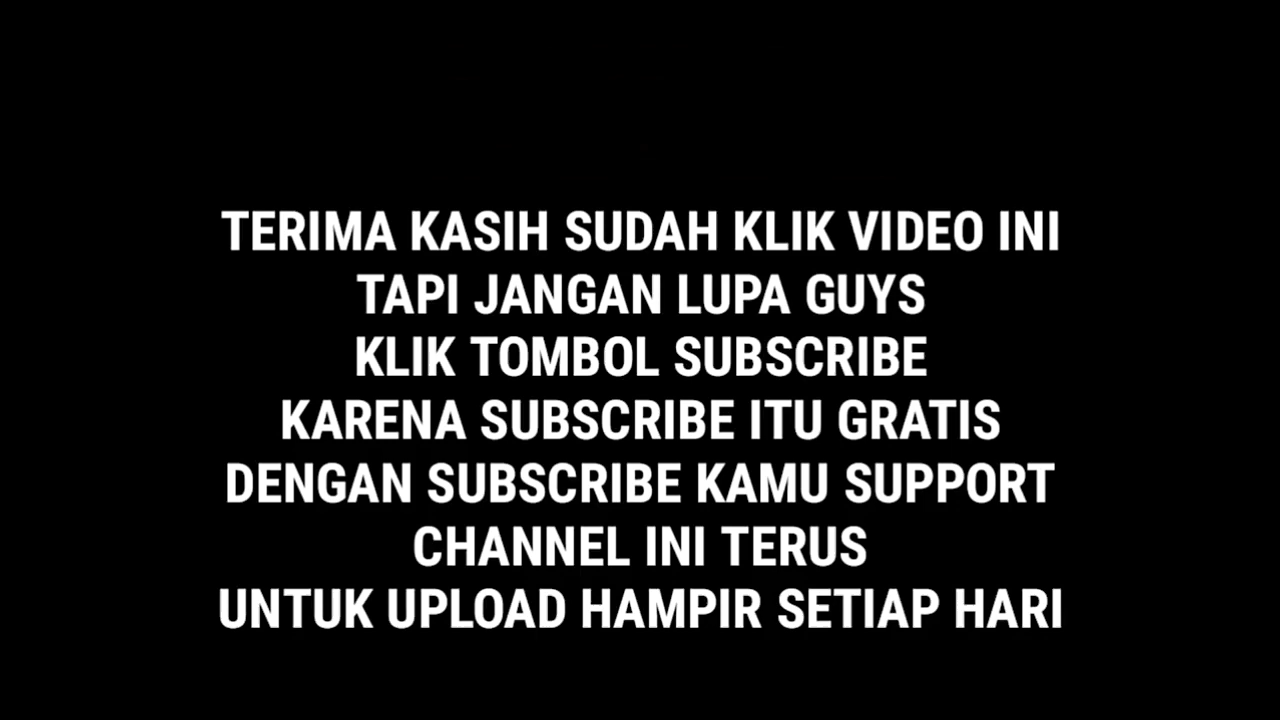 TERIMA KASIH SUDAH KLIK VIDEO INI
TAPI JANGAN LUPA GUYS
KLIK TOMBOL SUBSCRIBE
KARENA SUBSCRIBE ITU GRATIS
DENGAN SUBSCRIBE KAMU SUPPORT
CHANNEL INI TERUS
UNTUK UPLOAD HAMPIR SETIAP HARI